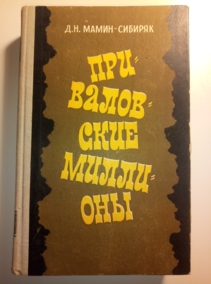 Д.Н. МАМИН-СИБИРЯК
ПРИ-
ВАЛОВ-
СКИЕ
МИЛЛИ-
ОНЫ